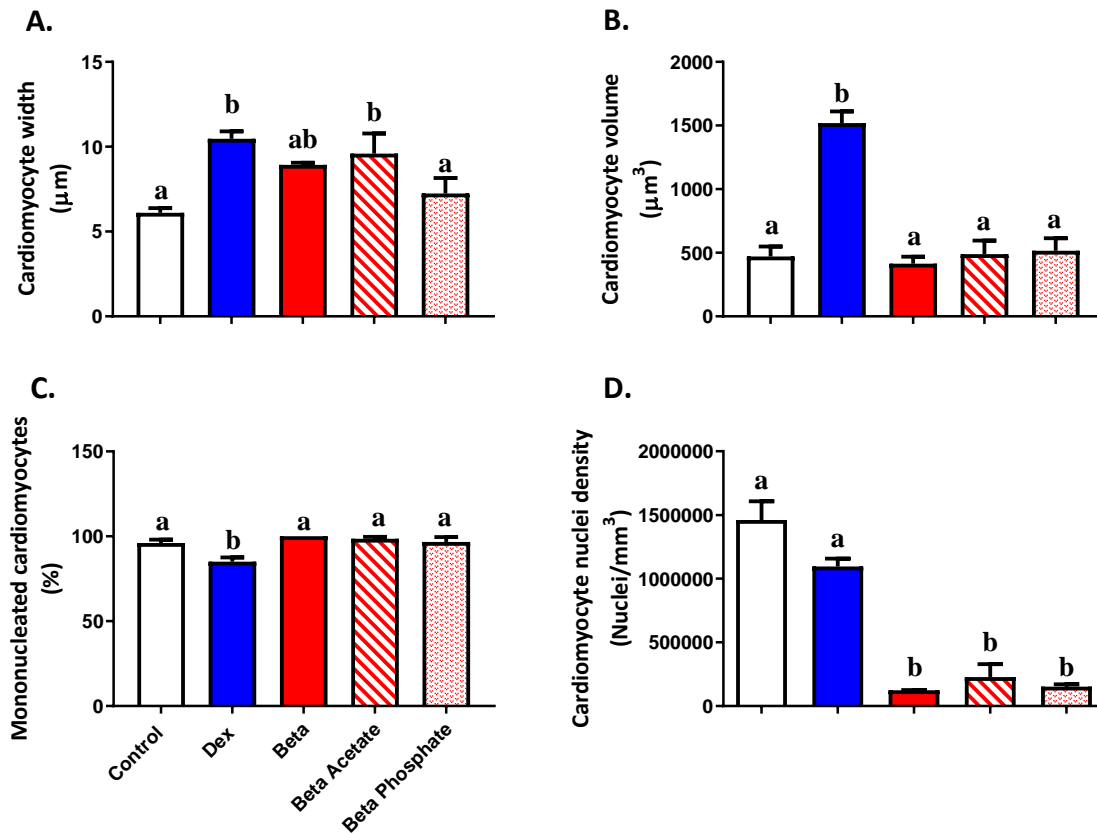 A.
Cardiomyocyte width
(μm)
15
10
5
0
a
b
ab
b
a
B.
Cardiomyocyte volume
(μm³)
2000
1500
1000
500
0
a
b
a
a
a
C.
Mononucleated cardiomyocytes
(%)
150
100
50
0
a
b
a
a
a
Control
Dex
Beta
Beta Acetate
Beta Phosphate
D.
Cardiomyocyte nuclei density
(Nuclei/mm³)
2000000
1500000
1000000
500000
0
a
a
b
b
b